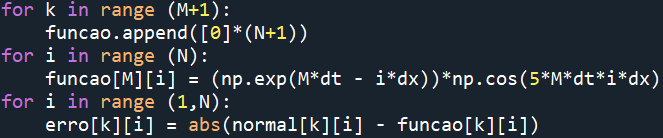 for k in range (M+1):
    funcao.append([0]*(N+1))
for i in range (N):
    funcao[M][i] = (np.exp(M*dt - i*dx))*np.cos(5*M*dt*i*dx)
for i in range (1,N):
    erro[k][i] = abs(normal[k][i] - funcao[k][i])